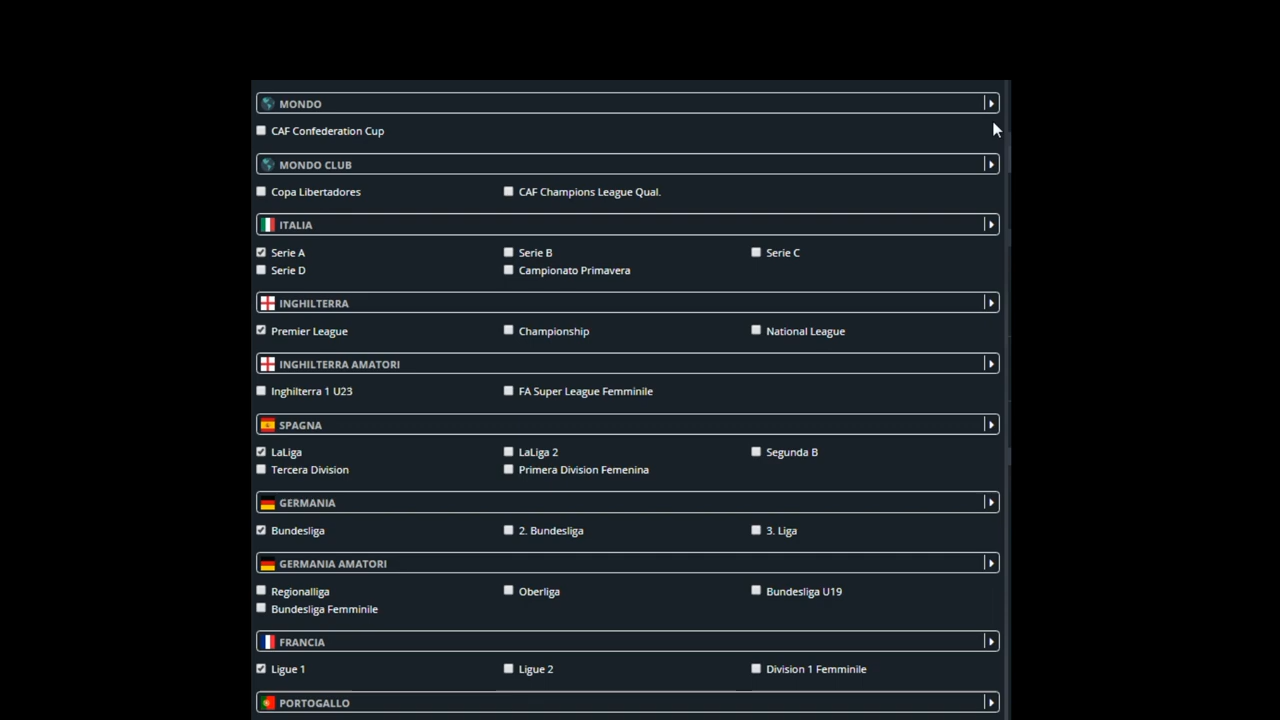 MONDO
CAF Confederation Cup
MONDO CLUB
Copa Libertadores CAF Champions League Qual.
ITALIA
Serie A Serie B Serie C
Serie D Campionato Primavera
INGHILTERRA
Premier League Championship National League
INGHILTERRA AMATORI
Inghilterra 1 U23 FA Super League Femminile
SPAGNA
LaLiga LaLiga 2 Segunda B
Tercera Division Primera Division Femenina
GERMANIA
Bundesliga 2. Bundesliga 3. Liga
GERMANIA AMATORI
Regionalliga Oberliga Bundesliga U19
Bundesliga Femminile
FRANCIA
Ligue 1 Ligue 2 Division 1 Femminile
PORTOGALLO